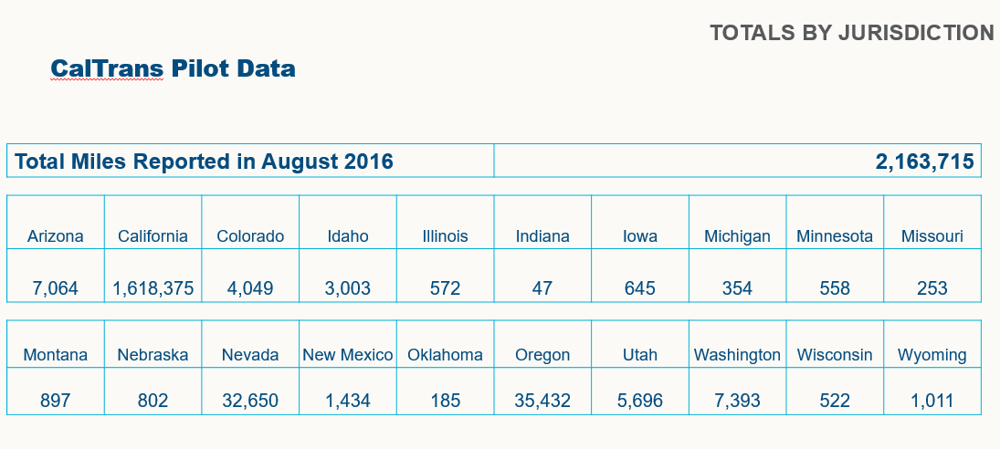 TOTALS BY JURISDICTION
CalTrans Pilot Data
Total Miles Reported in August 2016 2,163,715
Arizona California Colorado Idaho Illinois Indiana Iowa Michigan Minnesota Missouri
7,064 1,618,375 4,049 3,003 572 47 645 354 558 253
Montana Nebraska Nevada New Mexico Oklahoma Oregon Utah Washington Wisconsin Wyoming
897 802 32,650 1,434 185 35,432 5,696 7,393 522 1,011